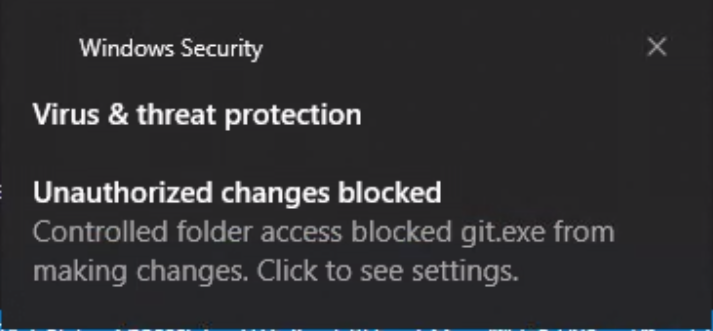 Windows Security
Virus & threat protection
Unauthorized changes blocked
Controlled folder access blocked git.exe from
making changes. Click to see settings.